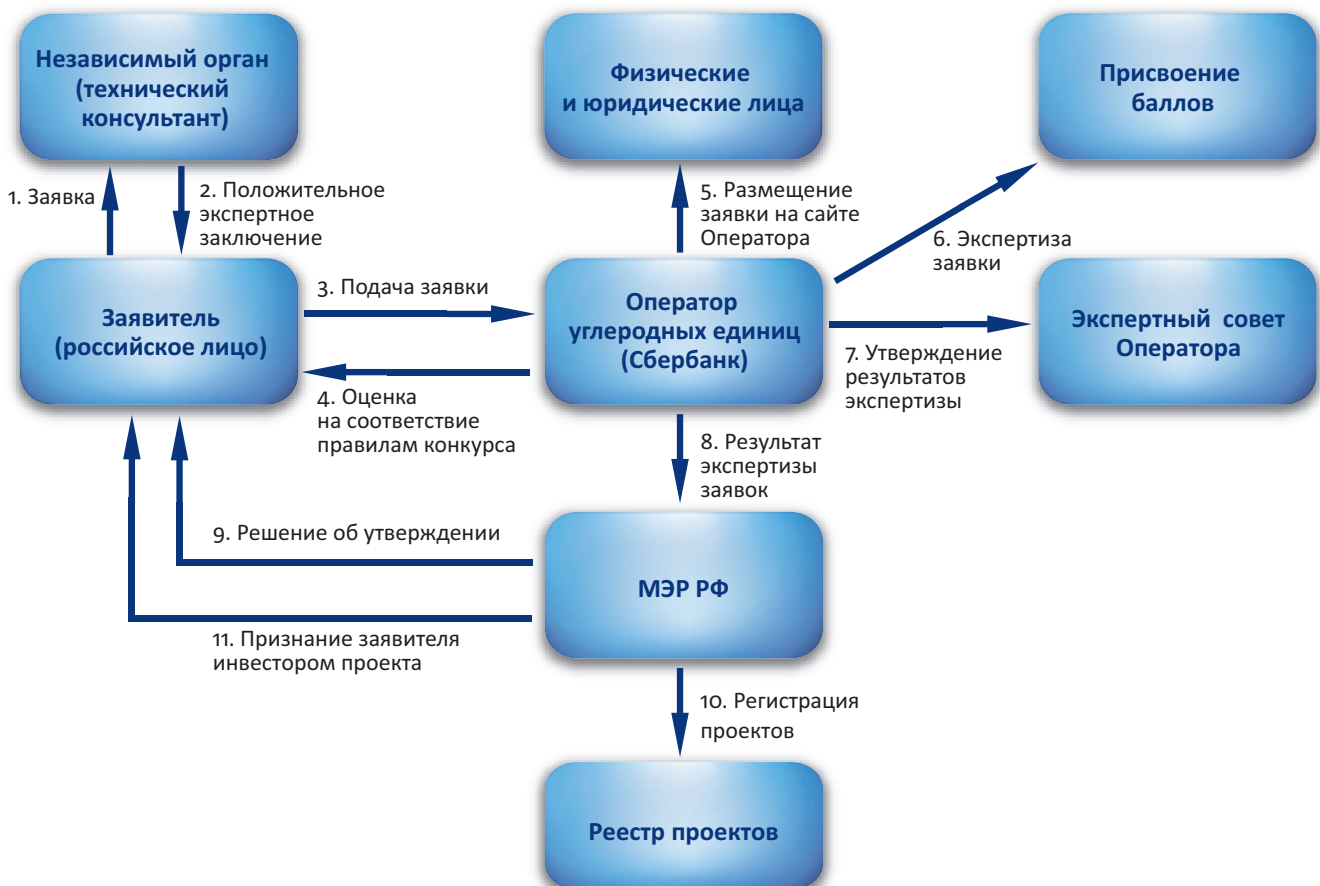 Независимый орган
(технический
консультант)
Физические
и юридические лица
Присвоение
баллов
1. Заявка
2. Положительное
экспертное
заключение
5. Размещение
заявки на сайте
Оператора
6. Экспертиза
заявки
Заявитель
(российское лицо)
3. Подача заявки
Оператор
углеродных единиц
(Сбербанк)
Экспертный совет
Оператора
4. Оценка
на соответствие
правилам конкурса
7. Утверждение
результатов
экспертизы
8. Результат
экспертизы
заявок
9. Решение об утверждении
МЭР РФ
11. Признание заявителя
инвестором проекта
10. Регистрация
проектов
Реестр проектов